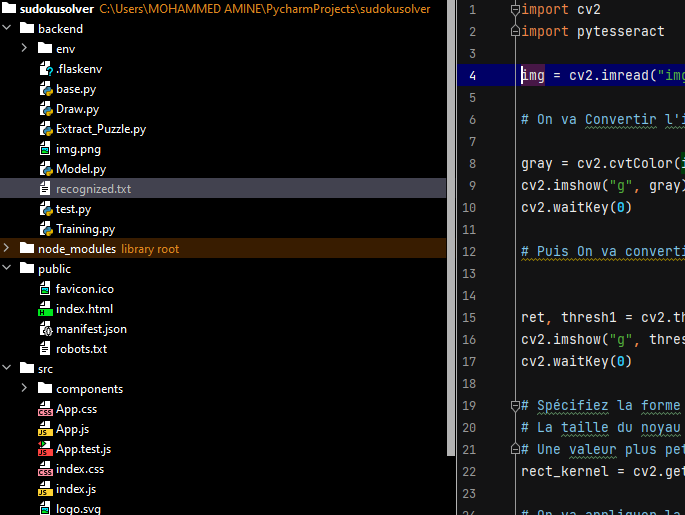 sudokusolver C:\Users\MOHAMMED AMINE\PycharmProjects\sudokusolver
backend
env
.flaskenv
base.py
Draw.py
Extract_Puzzle.py
img.png
Model.py
recognized.txt
test.py
Training.py
node_modules library root
public
favicon.ico
index.html
manifest.json
robots.txt
src
components
App.css
App.js
App.test.js
index.css
index.js
logo.svg
1 import cv2
2 import pytesseract
3
4 img = cv2.imread("img
5
6 # On va Convertir l'i
7
8 gray = cv2.cvtColor(i
9 cv2.imshow("g", gray)
10 cv2.waitKey(0)
11
12 # Puis On va converti
13
14
15 ret, thresh1 = cv2.th
16 cv2.imshow("g", thres
17 cv2.waitKey(0)
18
19 # Spécifiez la forme
20 # La taille du noyau
21 # Une valeur plus pet
22 rect_kernel = cv2.get
23
24 # On va appliquer la